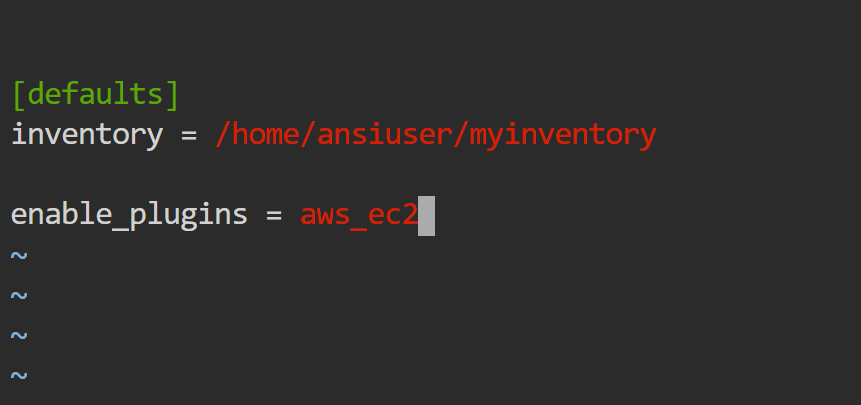 [defaults]
inventory = /home/ansiuser/myinventory
enable_plugins = aws_ec2
~
~
~
~